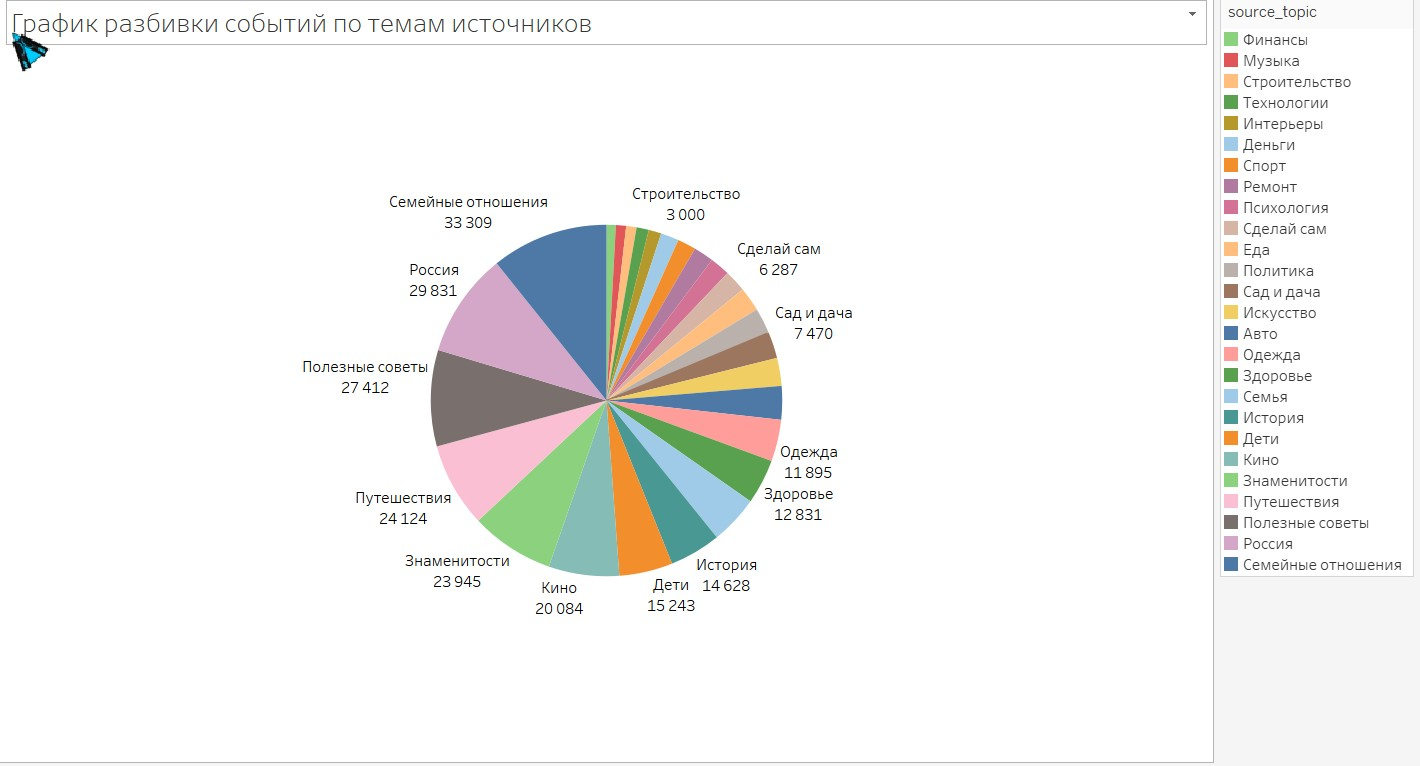 График разбивки событий по темам источников
Семейные отношения
33 309
Строительство
3 000
Сделай сам
6 287
Россия
29 831
Сад и дача
7 470
Полезные советы
27 412
Одежда
11 895
Здоровье
12 831
Путешествия
24 124
Знаменитости
23 945
История
14 628
Кино
20 084
Дети
15 243
source_topic
Финансы
Музыка
Строительство
Технологии
Интерьеры
Деньги
Спорт
Ремонт
Психология
Сделай сам
Еда
Политика
Сад и дача
Искусство
Авто
Одежда
Здоровье
Семья
История
Дети
Кино
Знаменитости
Путешествия
Полезные советы
Россия
Семейные отношения